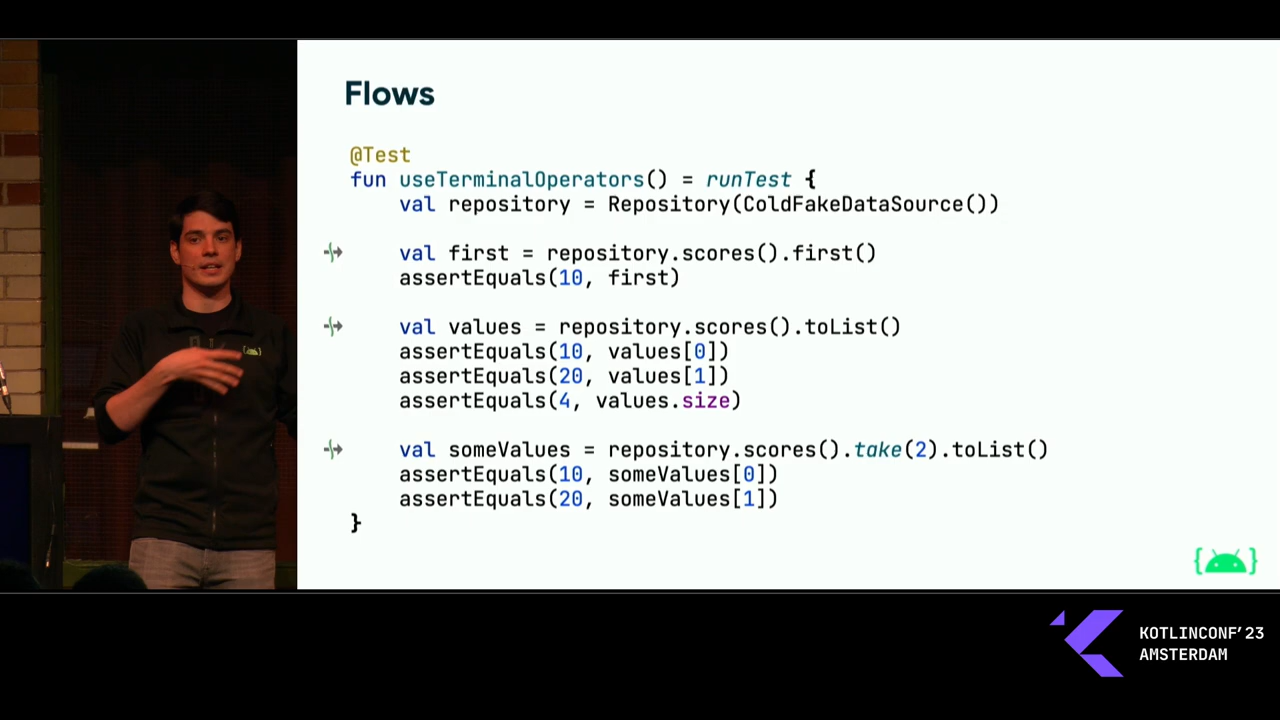 Flows
@Test
fun useTerminalOperators() = runTest {
    val repository = Repository(ColdFakeDataSource())
    val first = repository.scores().first()
    assertEquals(10, first)
    val values = repository.scores().toList()
    assertEquals(10, values[0])
    assertEquals(20, values[1])
    assertEquals(4, values.size)
    val someValues = repository.scores().take(2).toList()
    assertEquals(10, someValues[0])
    assertEquals(20, someValues[1])
}
KOTLINCONF'23
AMSTERDAM